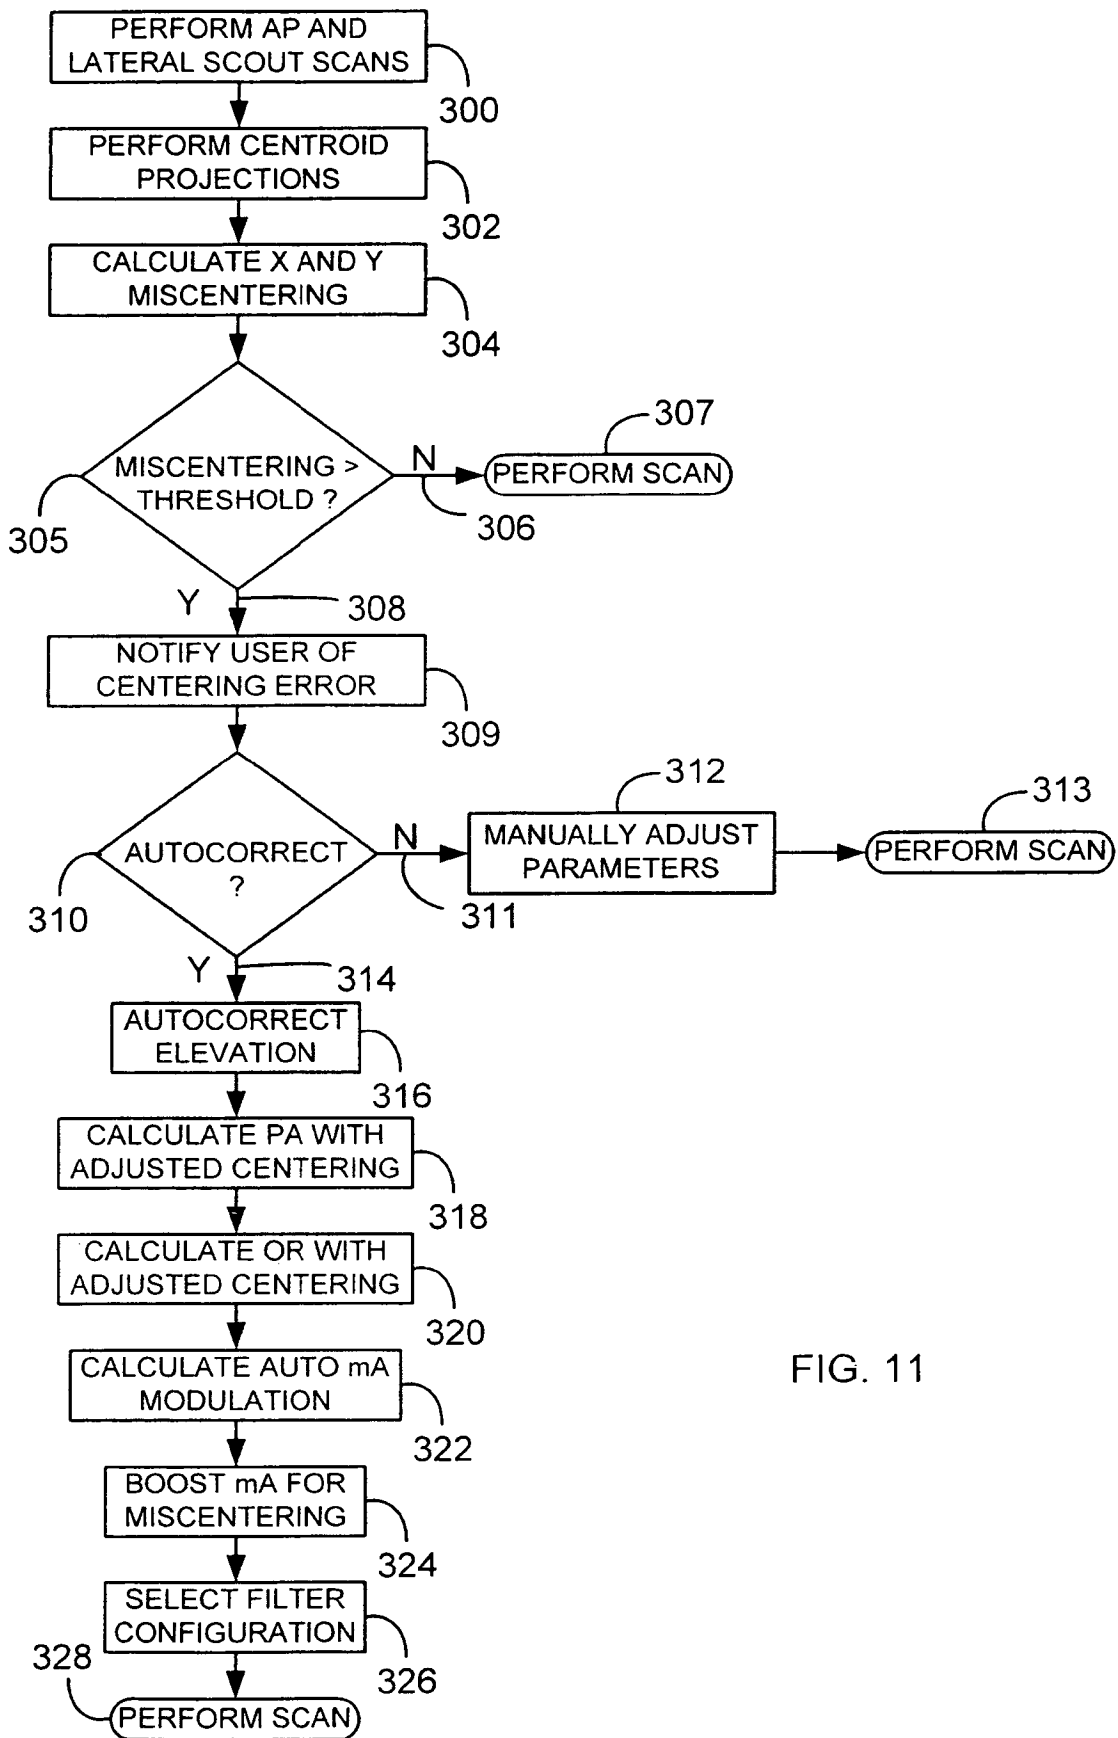 PERFORM AP AND
LATERAL SCOUT SCANS
300
PERFORM CENTROID
PROJECTIONS
302
CALCULATE X AND Y
MISCENTERING
304
MISCENTERING >
THRESHOLD ?
305
N
306
307
PERFORM SCAN
Y
308
NOTIFY USER OF
CENTERING ERROR
309
AUTOCORRECT
?
310
N
311
312
MANUALLY ADJUST
PARAMETERS
313
PERFORM SCAN
Y
314
AUTOCORRECT
ELEVATION
316
CALCULATE PA WITH
ADJUSTED CENTERING
318
CALCULATE OR WITH
ADJUSTED CENTERING
320
CALCULATE AUTO mA
MODULATION
322
BOOST mA FOR
MISCENTERING
324
SELECT FILTER
CONFIGURATION
326
328
PERFORM SCAN
FIG. 11